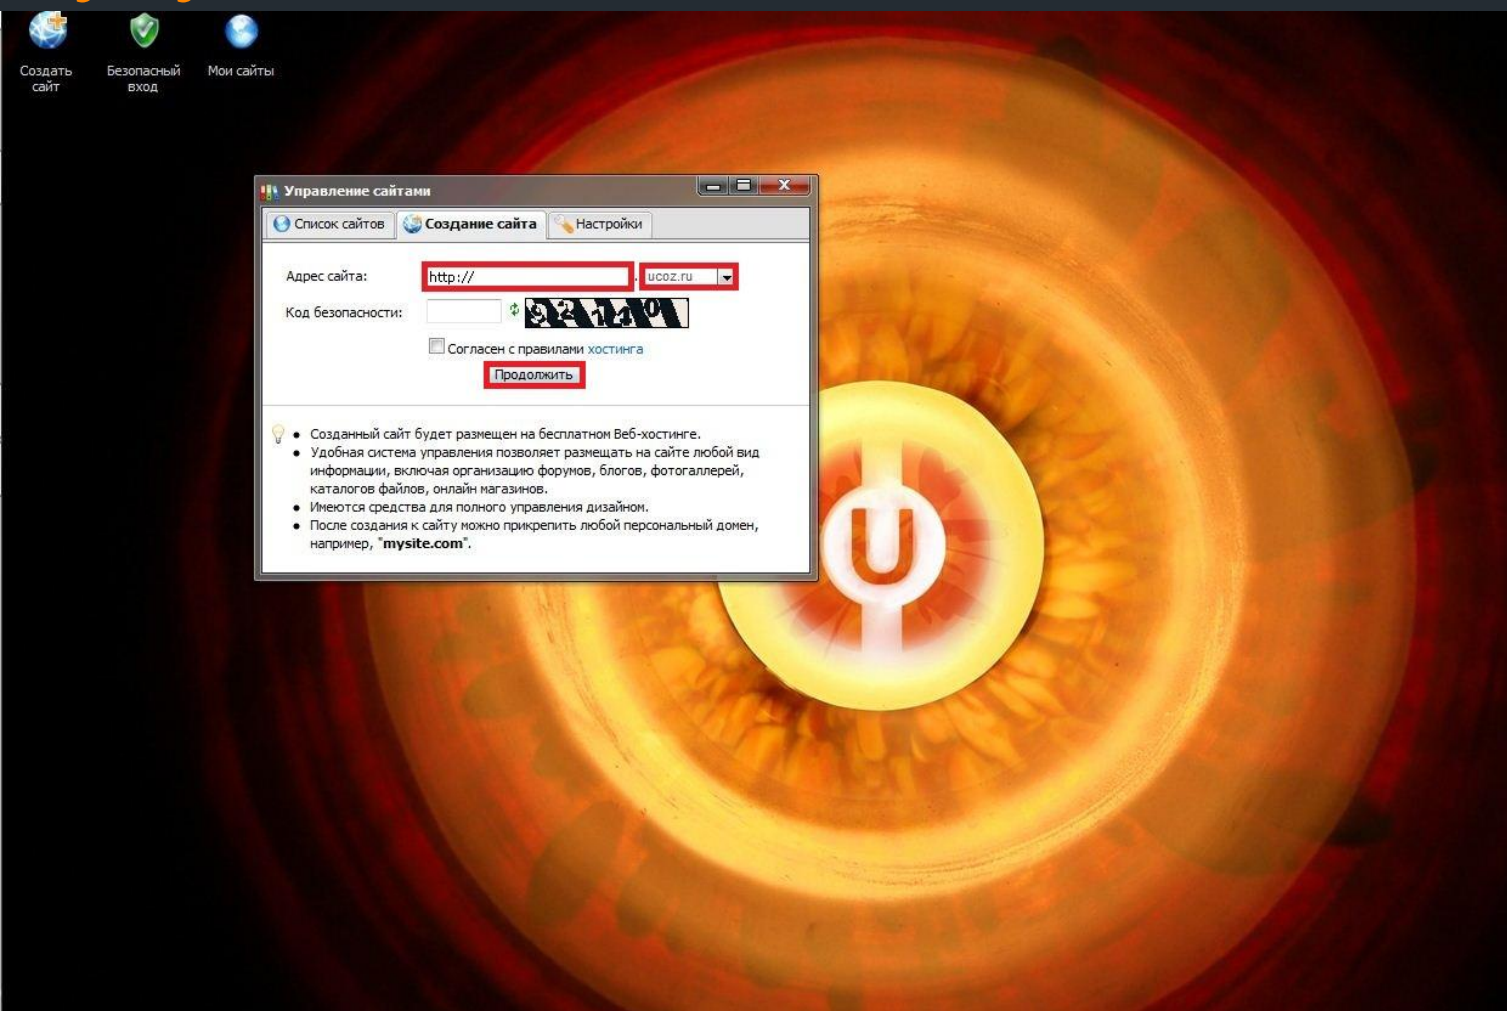 Создать
сайт
Безопасный
вход
Мои сайты
Управление сайтами
Список сайтов
Создание сайта
Настройки
Адрес сайта:
http://
. ucoz.ru
Код безопасности:
Согласен с правилами хостинга
Продолжить
Созданный сайт будет размещен на бесплатном Веб-хостинге.
Удобная система управления позволяет размещать на сайте любой вид
информации, включая организацию форумов, блогов, фотогаллерей,
каталогов файлов, онлайн магазинов.
Имеются средства для полного управления дизайном.
После создания к сайту можно прикрепить любой персональный домен,
например, "mysite.com".
U